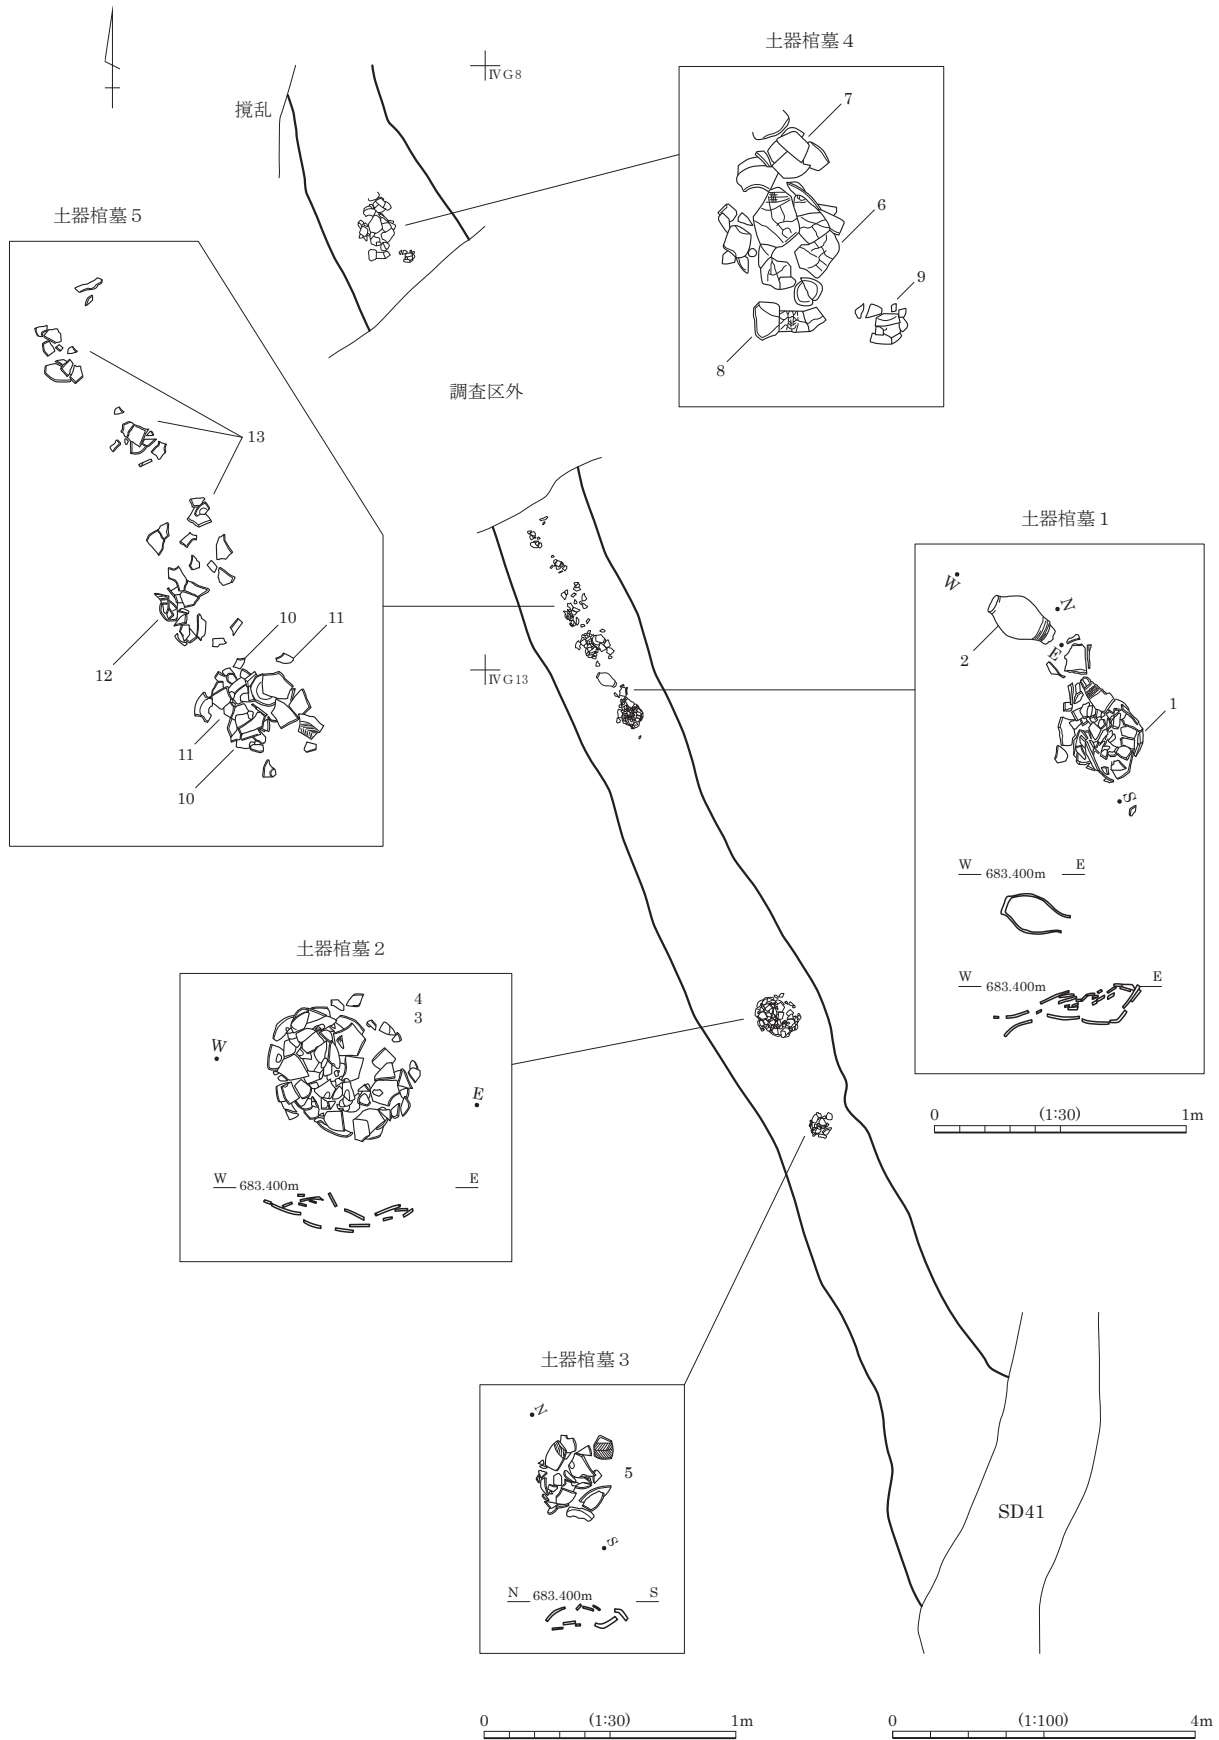 土器棺墓４
ⅣG8
撹乱
7
6
9
8
土器棺墓５
13
10
11
12
11
10
調査区外
土器棺墓１
W
N
E
2
1
S
W 683.400m E
W 683.400m E
0 (1:30) 1m
ⅣG13
土器棺墓２
4
3
W
E
W 683.400m E
土器棺墓３
N
5
S
N 683.400m S
SD41
0 (1:30) 1m
0 (1:100) 4m